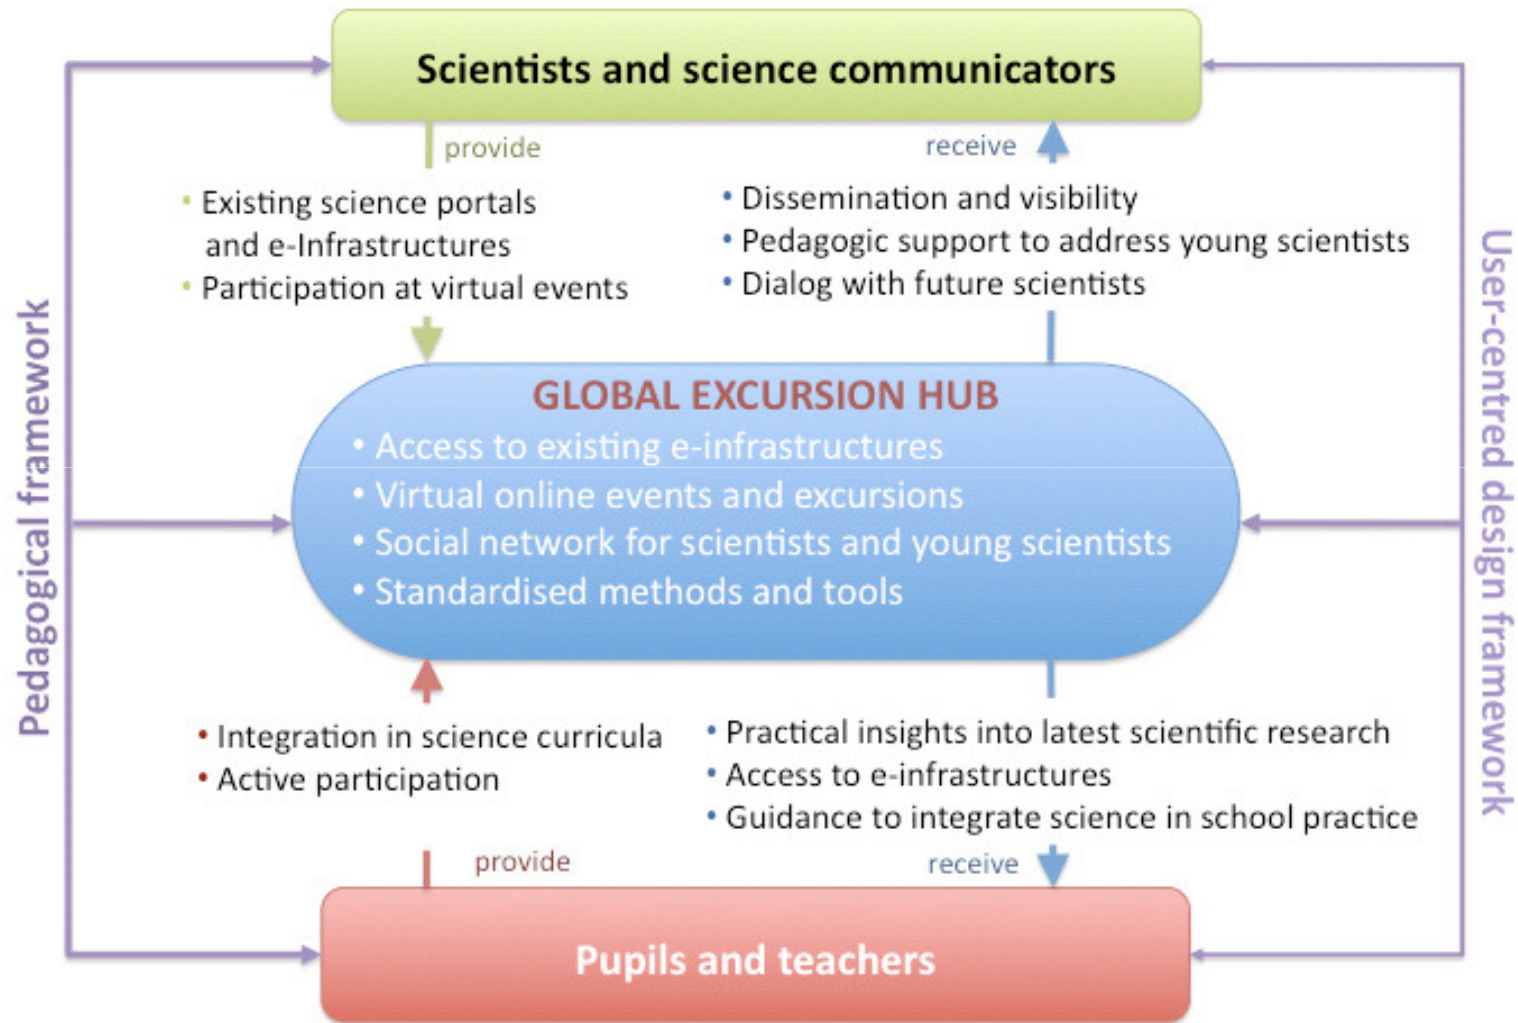 Scientists and science communicators
provide
receive
• Existing science portals
and e-Infrastructures
• Participation at virtual events
• Dissemination and visibility
• Pedagogic support to address young scientists
• Dialog with future scientists
Pedagogical framework
User-centred design framework
GLOBAL EXCURSION HUB
• Access to existing e-infrastructures
• Virtual online events and excursions
• Social network for scientists and young scientists
• Standardised methods and tools
• Integration in science curricula
• Active participation
• Practical insights into latest scientific research
• Access to e-infrastructures
• Guidance to integrate science in school practice
provide
receive
Pupils and teachers